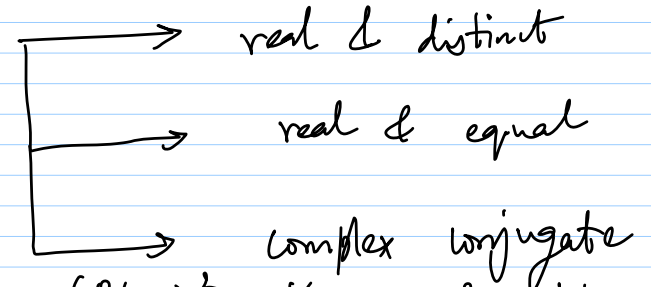 real & distinct
real & equal
complex conjugate